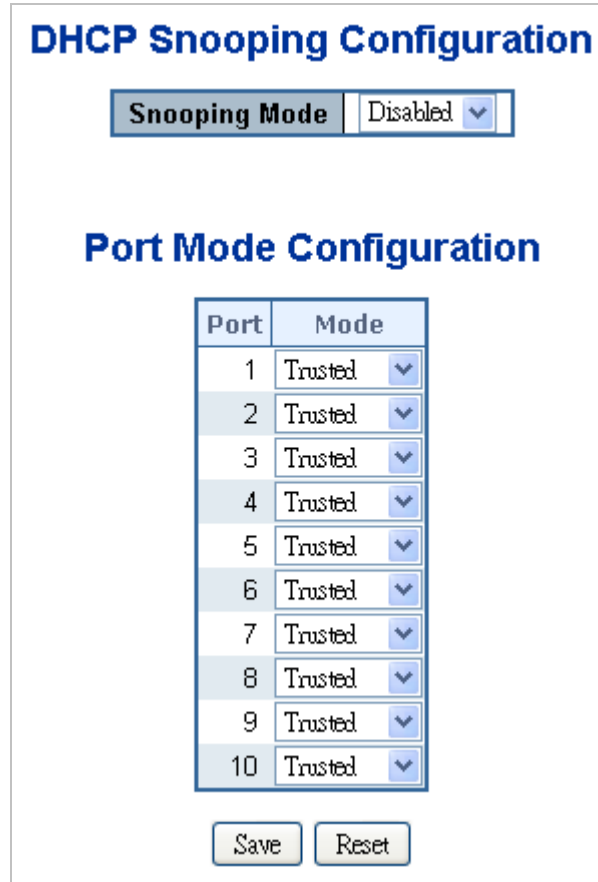 DHCP Snooping Configuration
Snooping Mode Disabled
Port Mode Configuration
Port Mode
1 Trusted
2 Trusted
3 Trusted
4 Trusted
5 Trusted
6 Trusted
7 Trusted
8 Trusted
9 Trusted
10 Trusted
Save Reset